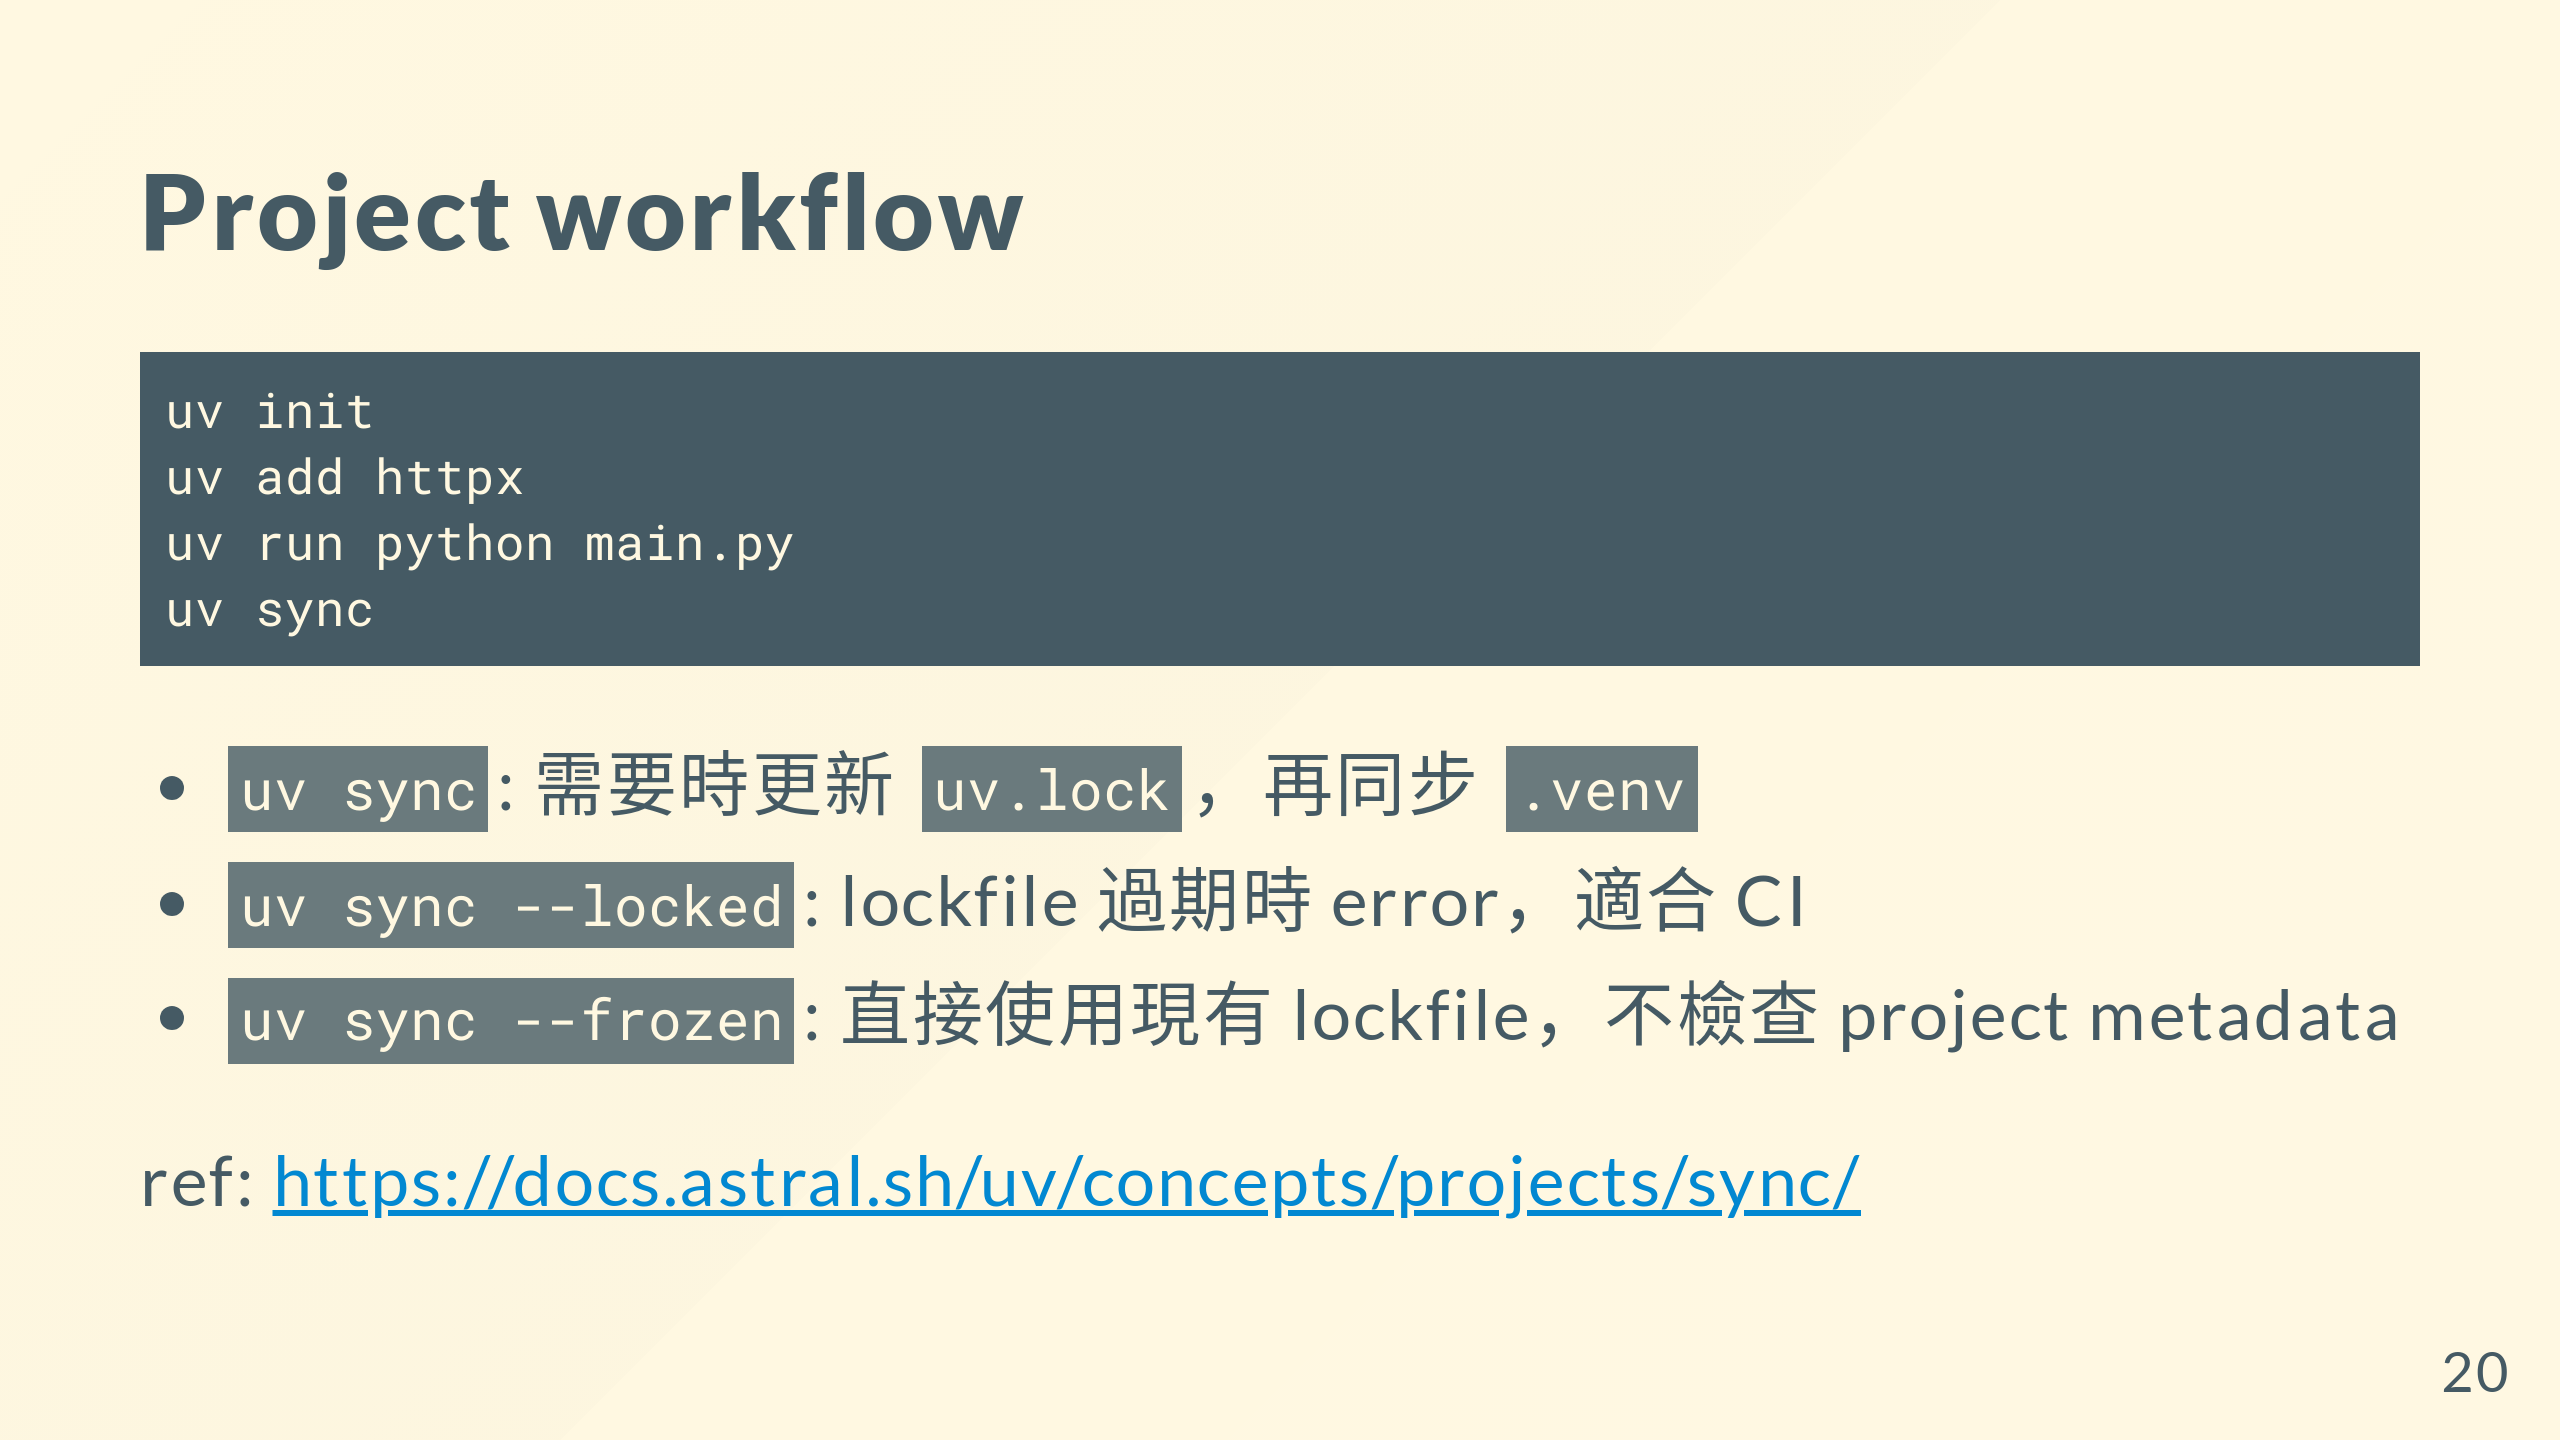 Project workflow
uv init
uv add httpx
uv run python main.py
uv sync
• uv sync: 需要時更新 uv.lock，再同步 .venv
• uv sync --locked: lockfile 過期時 error，適合 CI
• uv sync --frozen: 直接使用現有 lockfile，不檢查 project metadata
ref: https://docs.astral.sh/uv/concepts/projects/sync/
20